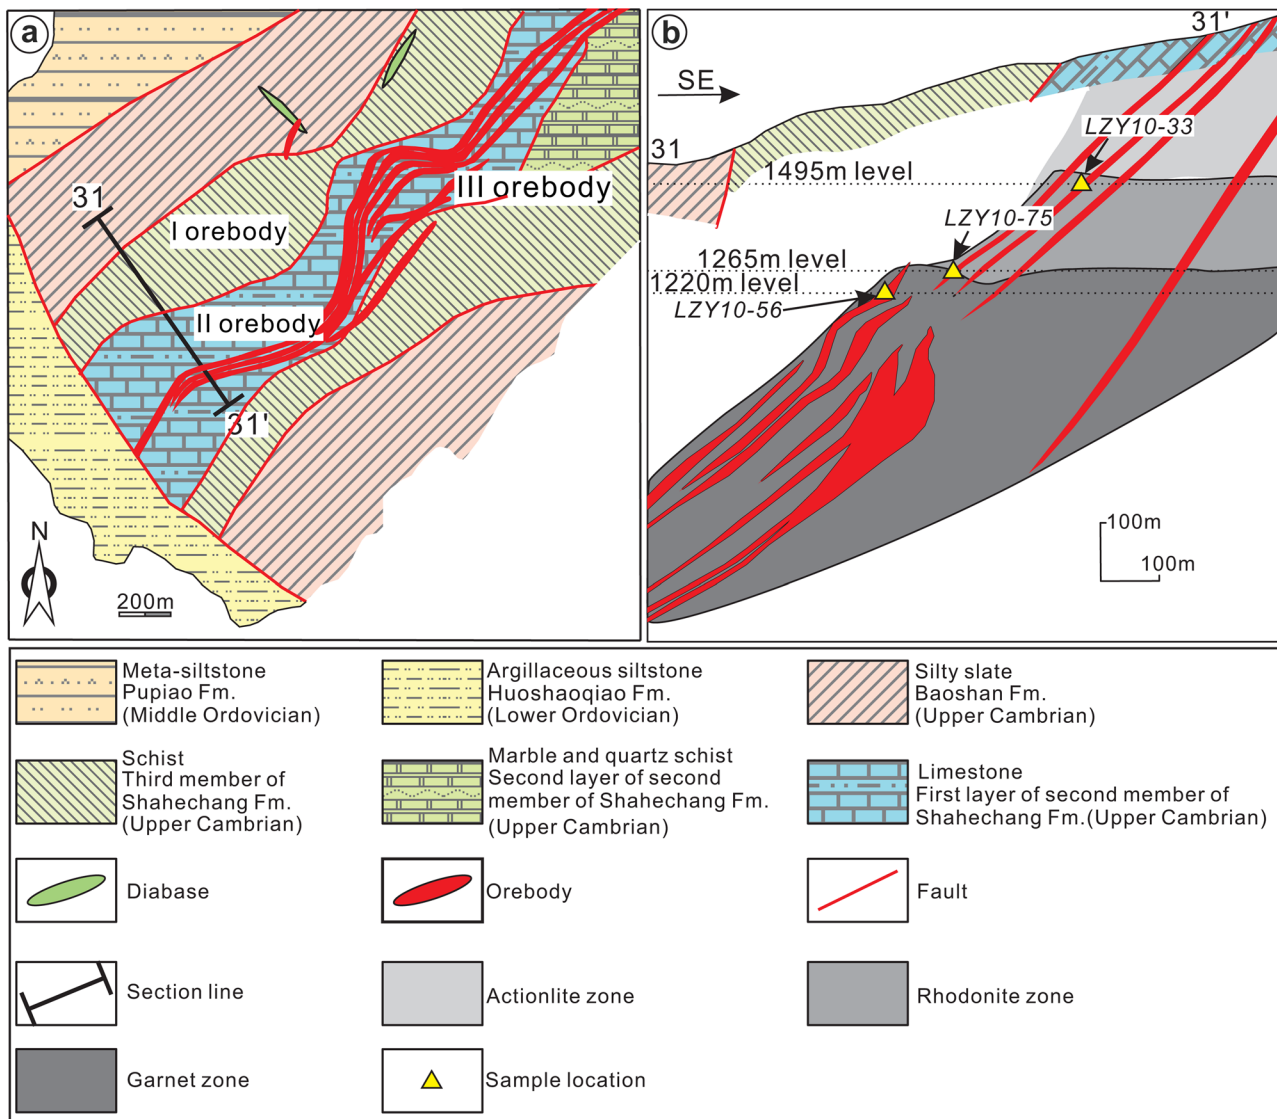 a
31
I orebody
III orebody
II orebody
31'
N
200m
b
31'
SE
LZY10-33
31
1495m level
LZY10-75
1265m level
1220m level
LZY10-56
100m
100m
Meta-siltstone
Pupiao Fm.
(Middle Ordovician)
Argillaceous siltstone
Huoshaoqiao Fm.
(Lower Ordovician)
Silty slate
Baoshan Fm.
(Upper Cambrian)
Schist
Third member of
Shahechang Fm.
(Upper Cambrian)
Marble and quartz schist
Second layer of second
member of Shahechang Fm.
(Upper Cambrian)
Limestone
First layer of second member of
Shahechang Fm.(Upper Cambrian)
Diabase
Orebody
Fault
Section line
Actionlite zone
Rhodonite zone
Garnet zone
Sample location